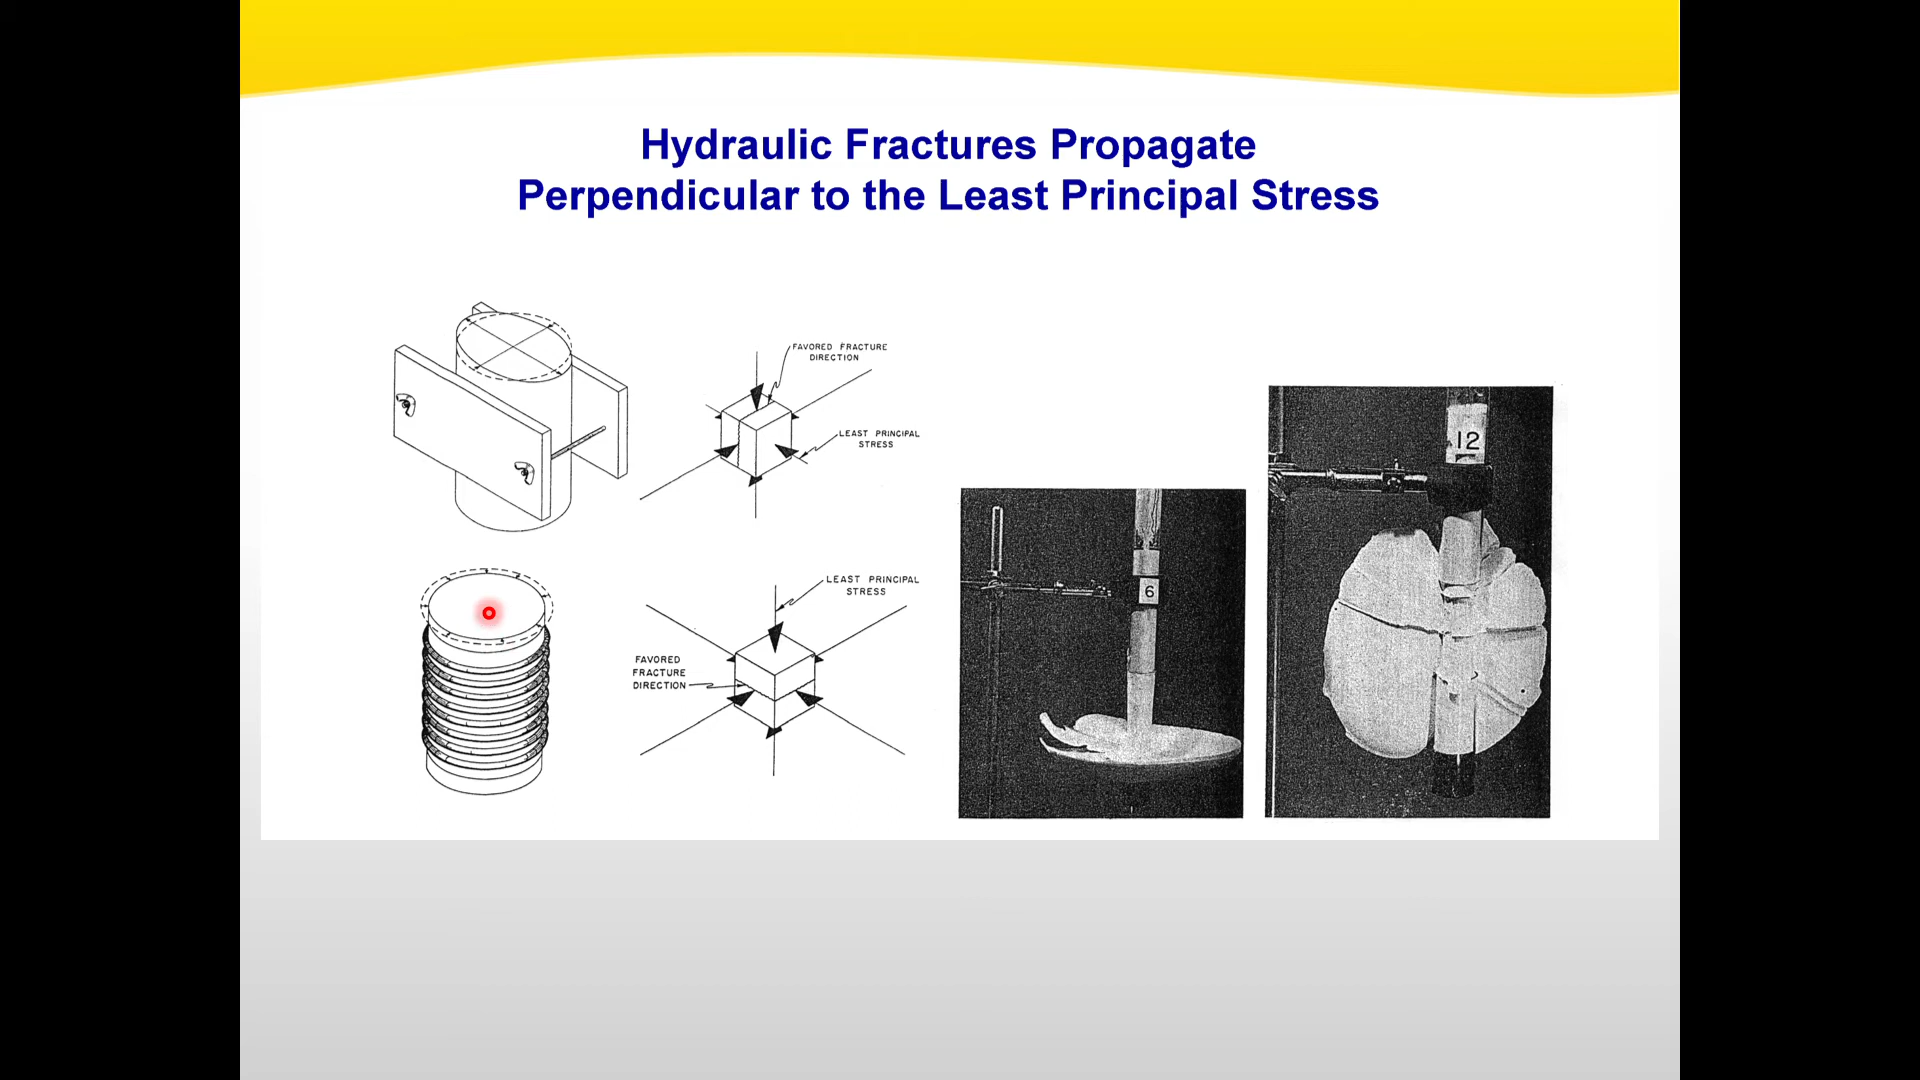 Hydraulic Fractures Propagate
Perpendicular to the Least Principal Stress
FAVORED FRACTURE
DIRECTION
LEAST PRINCIPAL
STRESS
LEAST PRINCIPAL
STRESS
FAVORED
FRACTURE
DIRECTION
6
12